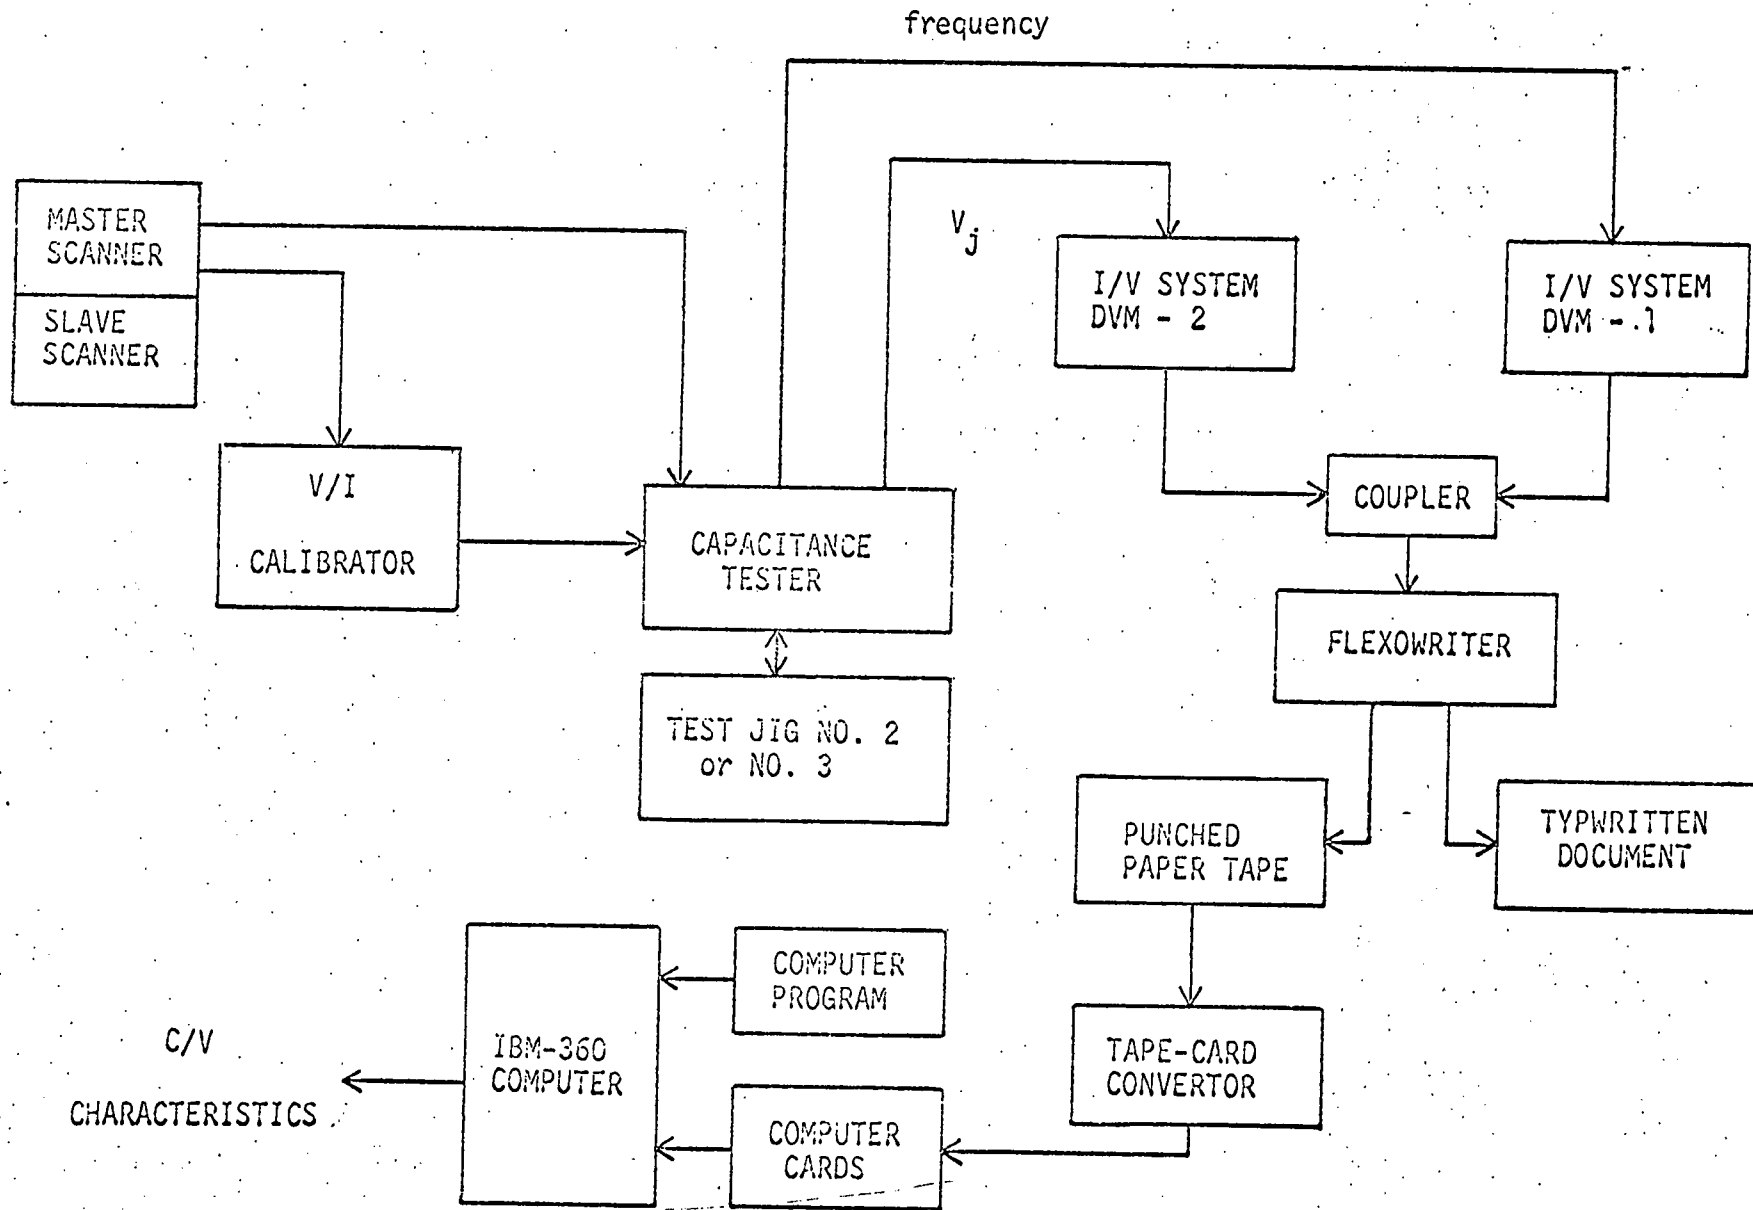 frequency
MASTER
SCANNER
SLAVE
SCANNER
V/I
CALIBRATOR
CAPACITANCE
TESTER
TEST JIG NO. 2
or NO. 3
Vj
I/V SYSTEM
DVM - 2
I/V SYSTEM
DVM - 1
COUPLER
FLEXOWRITER
PUNCHED
PAPER TAPE
TYPWRITTEN
DOCUMENT
TAPE-CARD
CONVERTOR
COMPUTER
PROGRAM
COMPUTER
CARDS
IBM-360
COMPUTER
C/V
CHARACTERISTICS